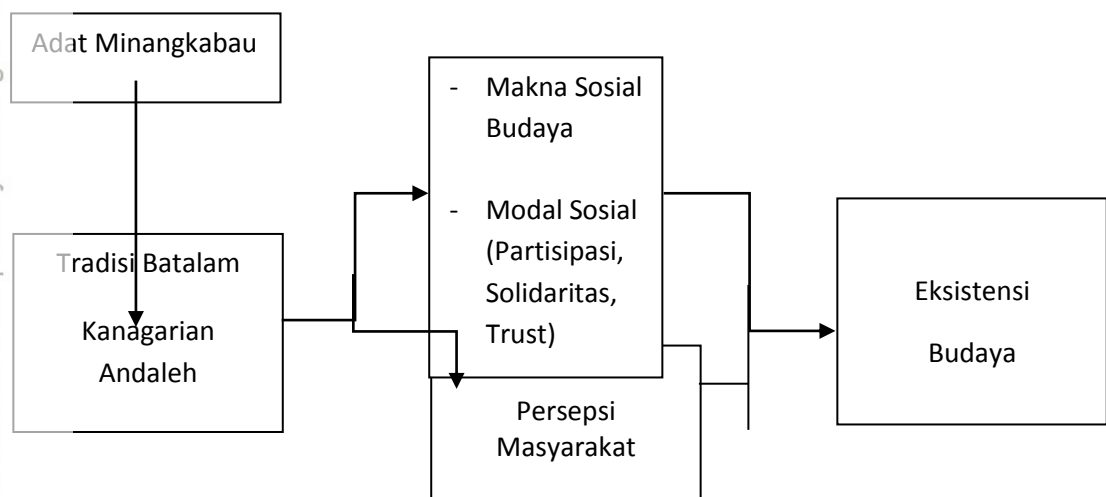 Adat Minangkabau
- Makna Sosial
Budaya
- Modal Sosial
(Partisipasi,
Solidaritas,
Trust)
Tradisi Batalam
Kanagarian
Andaleh
Eksistensi
Budaya
Persepsi
Masyarakat